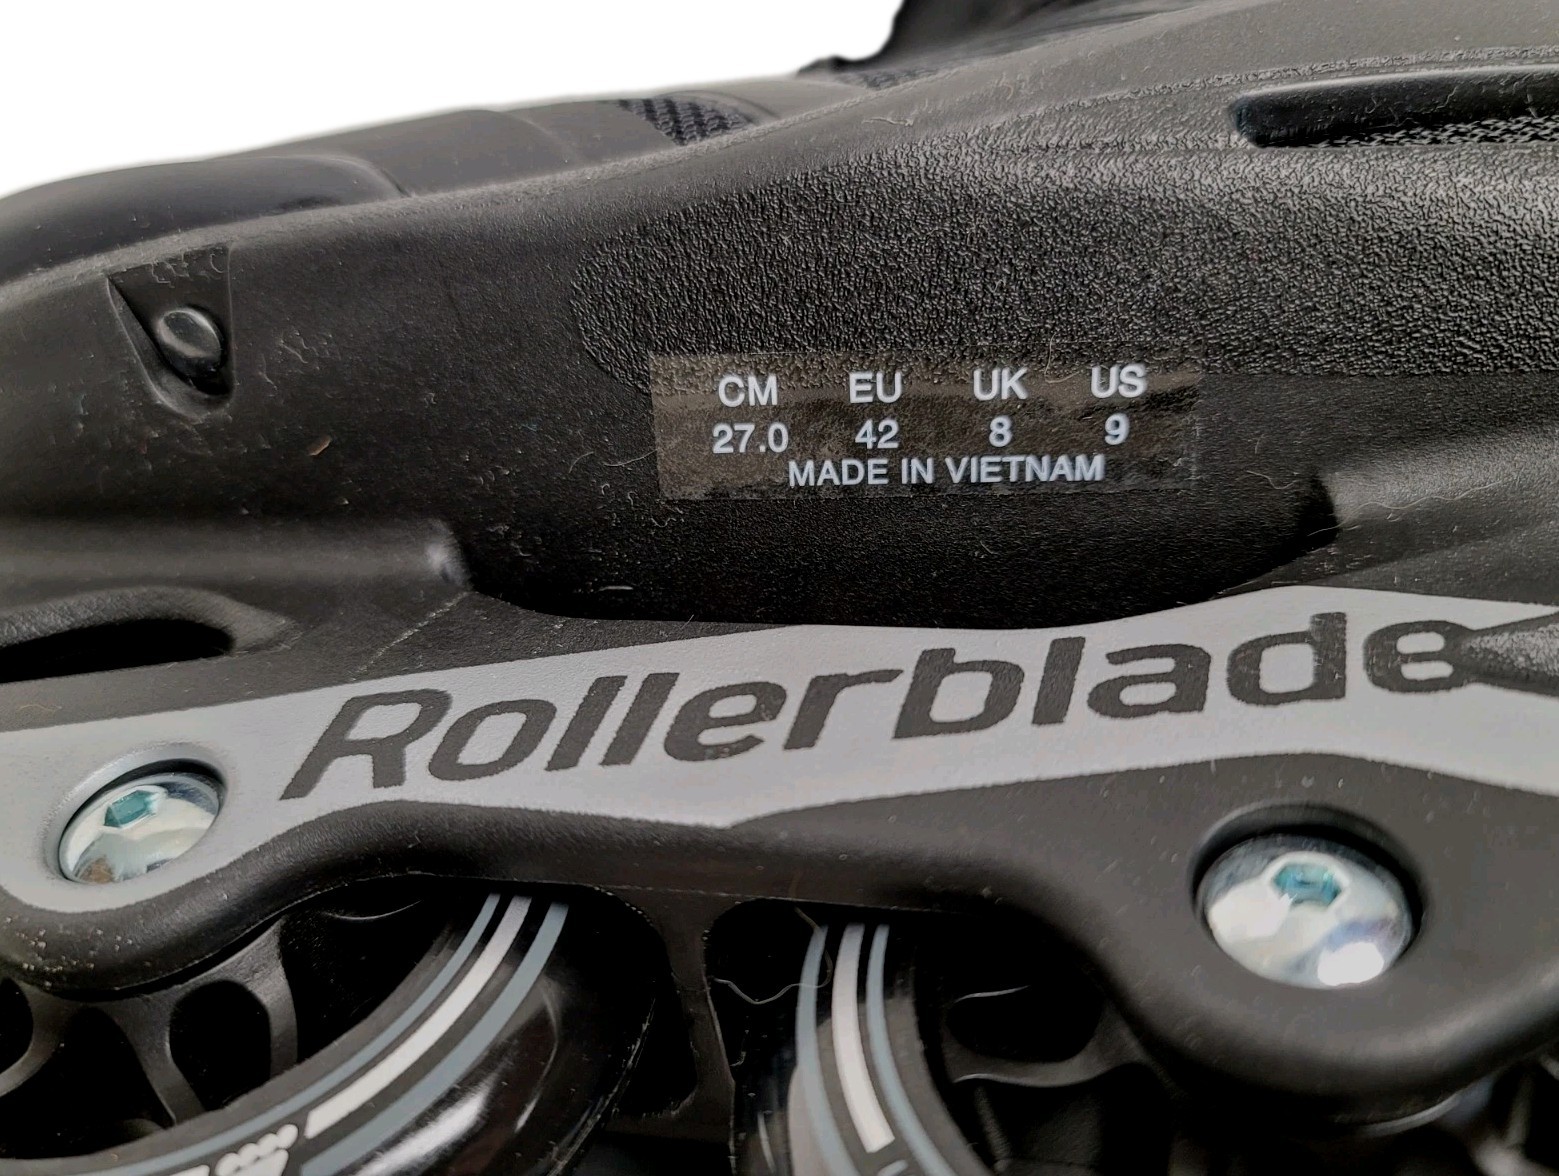 CM EU UK US
27.0 42 8 9
MADE IN VIETNAM
Rollerblade